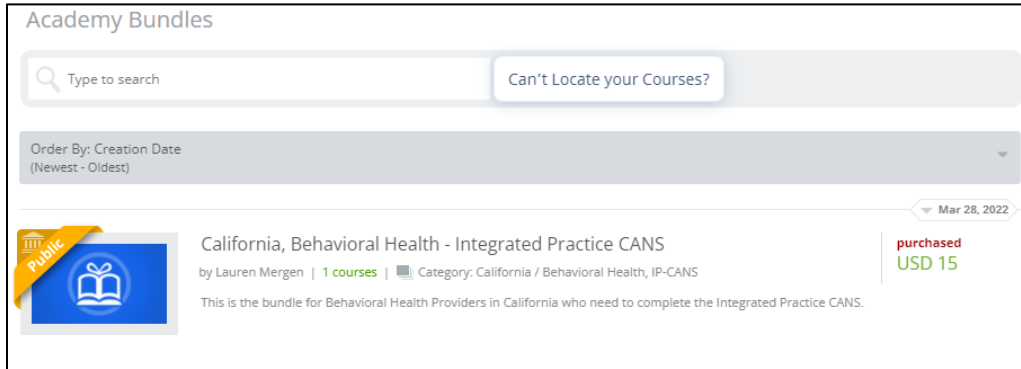 Academy Bundles
Type to search
Can't Locate your Courses?
Order By: Creation Date
(Newest - Oldest)
Mar 28, 2022
Public
California, Behavioral Health - Integrated Practice CANS
purchased
by Lauren Mergen | 1 courses | Category: California / Behavioral Health, IP-CANS
USD 15
This is the bundle for Behavioral Health Providers in California who need to complete the Integrated Practice CANS.